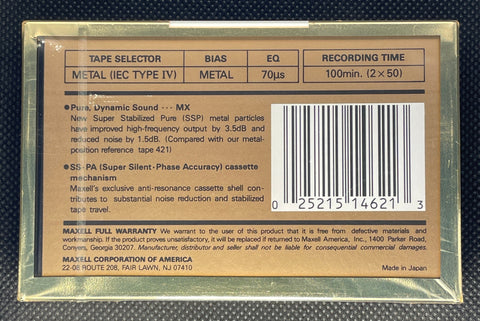 TAPE SELECTOR BIAS EQ RECORDING TIME
METAL (IEC TYPE IV) METAL 70µs 100min. (2×50)
●Pure, Dynamic Sound ··· MX
New Super Stabilized Pure (SSP) metal particles
have improved high-frequency output by 3.5dB and
reduced noise by 1.5dB. (Compared with our metal-
position reference tape 421)
●SS·PA (Super Silent·Phase Accuracy) cassette
mechanism
Maxell's exclusive anti-resonance cassette shell con-
tributes to substantial noise reduction and stabilized
tape travel.
0 25215 14621 3
MAXELL FULL WARRANTY We warrant to the user of this product that it is free from defective materials and
workmanship. If the product proves unsatisfactory, it will be replaced if returned to Maxell America, Inc., 1400 Parker Road,
Conyers, Georgia 30207. Manufacturer, distributor and seller shall not be liable for consequential commercial damages.
MAXELL CORPORATION OF AMERICA
22-08 ROUTE 208, FAIR LAWN, NJ 07410
Made in Japan